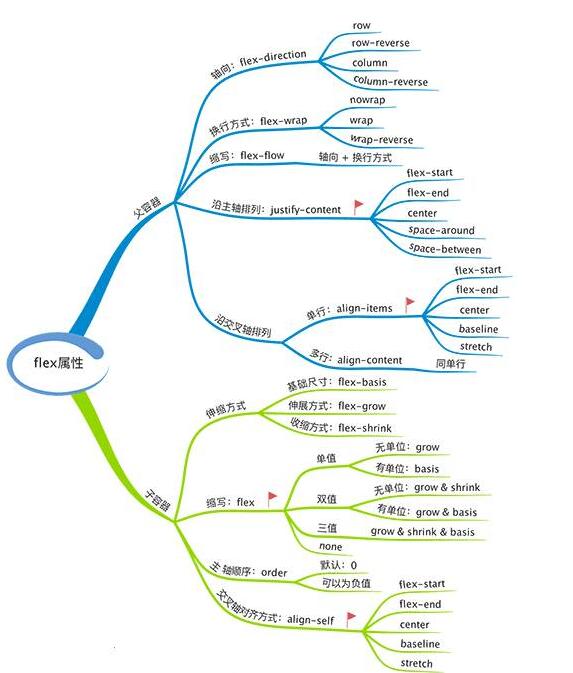 flex属性
父容器
轴向：flex-direction
row
row-reverse
column
column-reverse
换行方式：flex-wrap
nowrap
wrap
wrap-reverse
缩写：flex-flow
轴向 + 换行方式
沿主轴排列：justify-content
flex-start
flex-end
center
space-around
space-between
沿交叉轴排列
单行：align-items
flex-start
flex-end
center
baseline
stretch
多行：align-content
同单行
子容器
伸缩方式
基础尺寸：flex-basis
伸展方式：flex-grow
收缩方式：flex-shrink
缩写：flex
单值
无单位：grow
有单位：basis
双值
无单位：grow & shrink
有单位：grow & basis
三值
grow & shrink & basis
none
主轴顺序：order
默认：0
可以为负值
交叉轴对齐方式：align-self
flex-start
flex-end
center
baseline
stretch